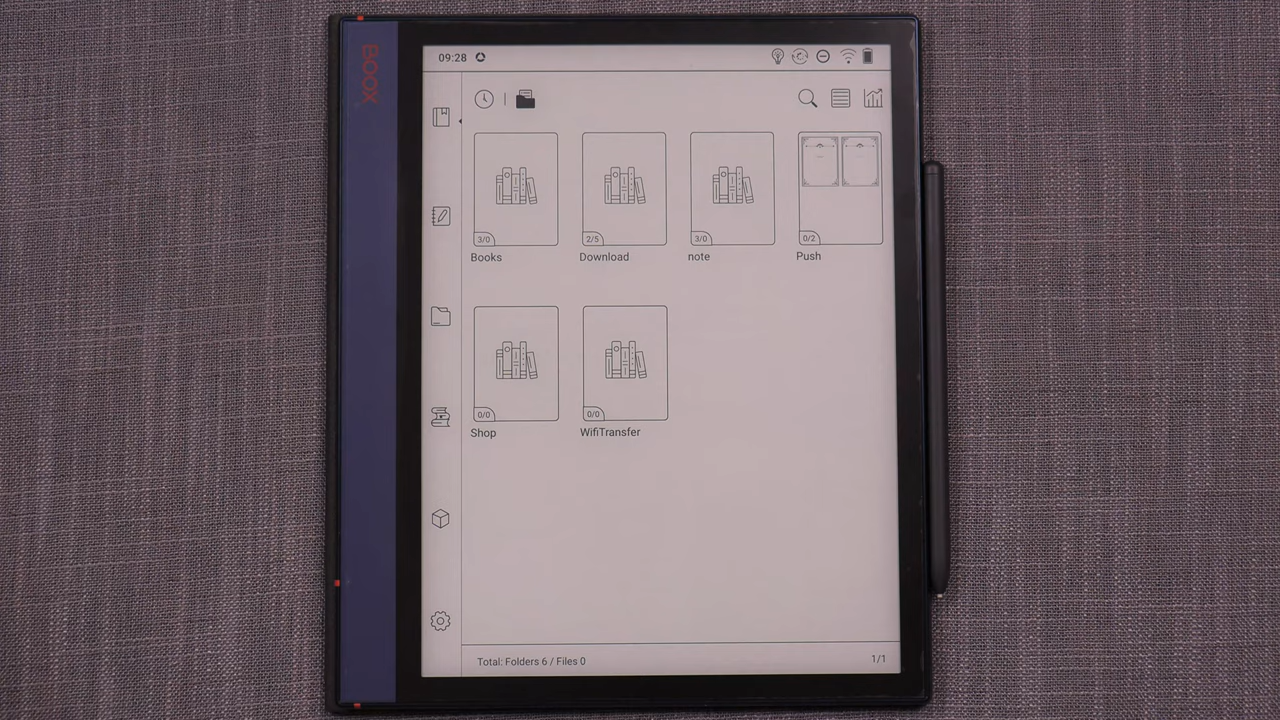 BOOX
09:28
3/0
2/5
3/0
0/2
Books
Download
note
Push
0/0
0/0
Shop
WifiTransfer
Total: Folders 6 / Files 0
1/1